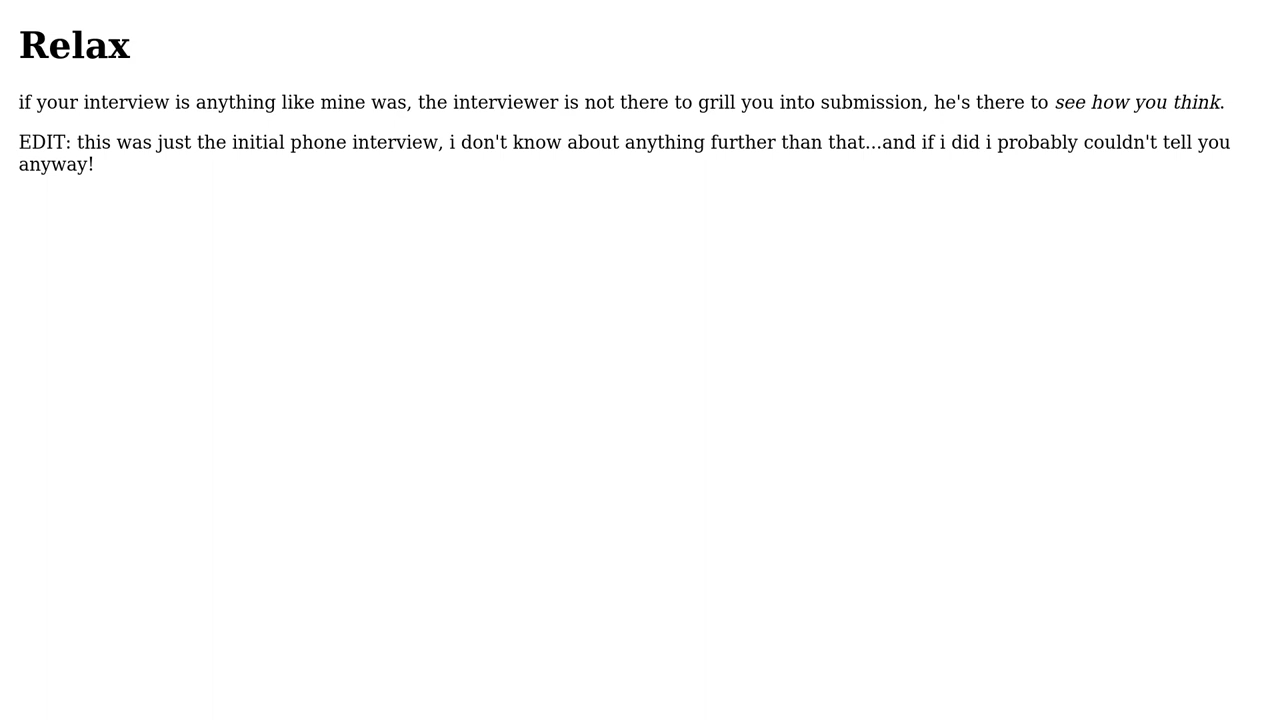 Relax
if your interview is anything like mine was, the interviewer is not there to grill you into submission, he's there to see how you think.
EDIT: this was just the initial phone interview, i don't know about anything further than that...and if i did i probably couldn't tell you
anyway!